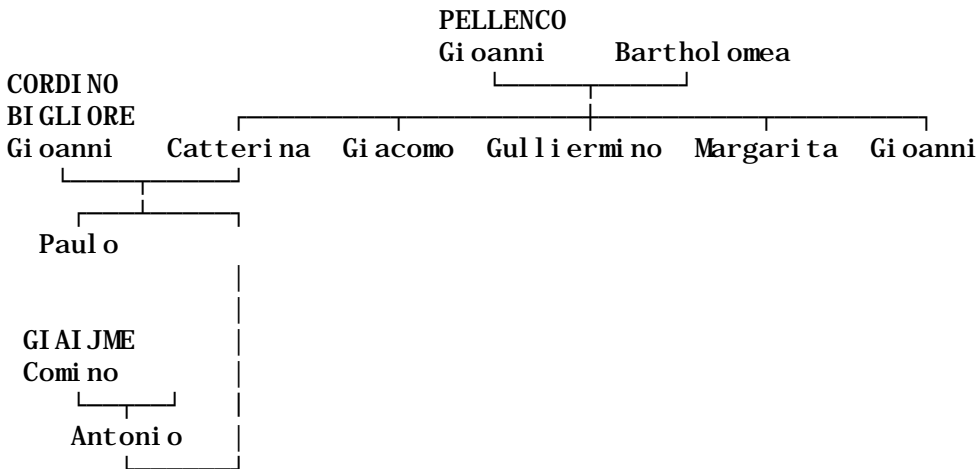 PELLENCO
Gioanni Bartholomea
CORDINO
BIGLIORE
Gioanni Catterina Giacomo Gulliermino Margarita Gioanni
Paulo
GIAIJME
Comino
Antonio